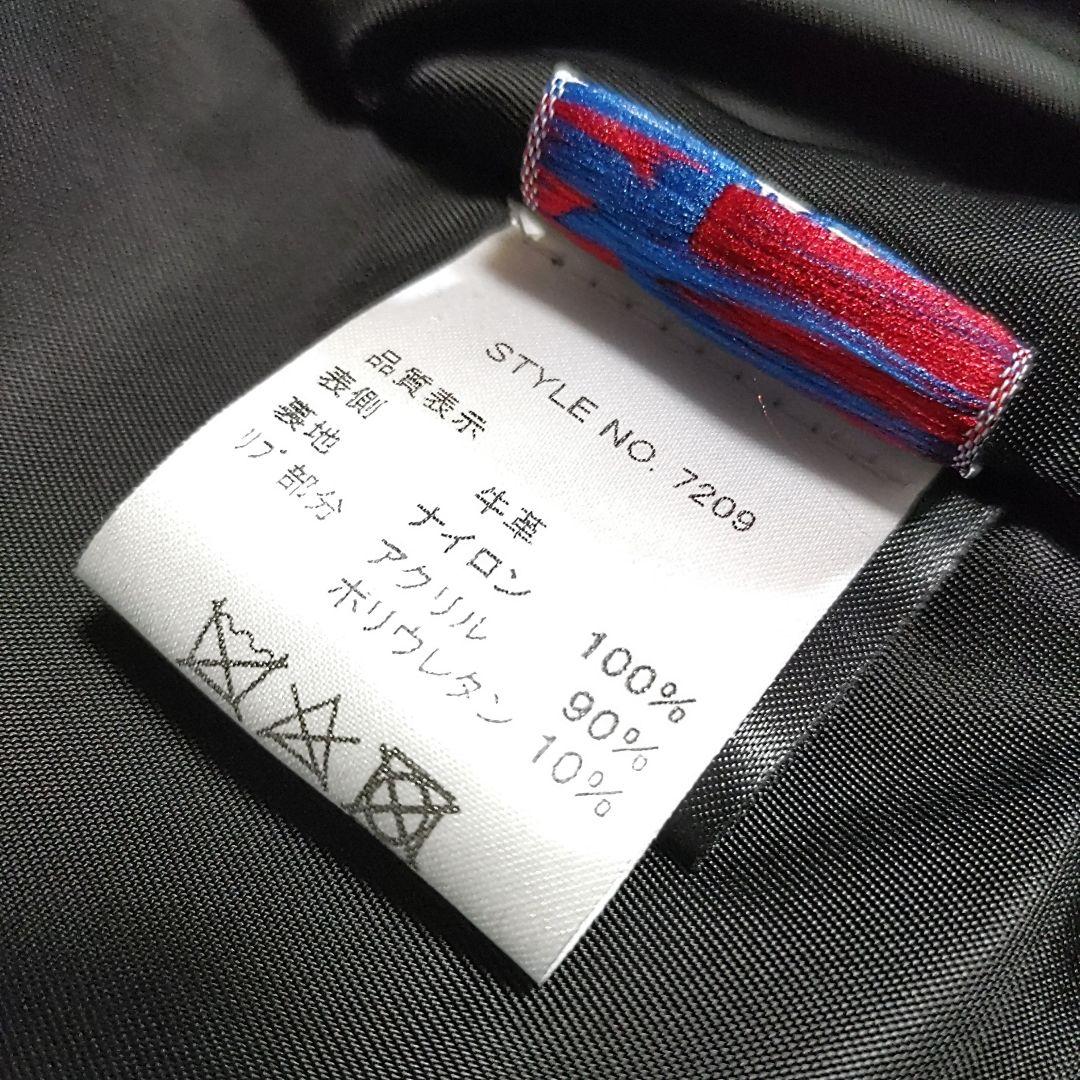 STYLE NO. 7209
品質表示
表側 牛革
裏地 ナイロン 100%
リブ部分 アクリル 90%
ポリウレタン 10%